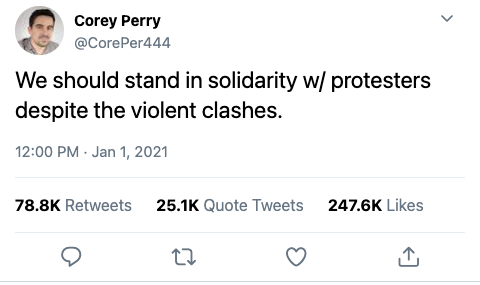 Corey Perry
@CorePer444
We should stand in solidarity w/ protesters
despite the violent clashes.
12:00 PM · Jan 1, 2021
78.8K Retweets 25.1K Quote Tweets 247.6K Likes